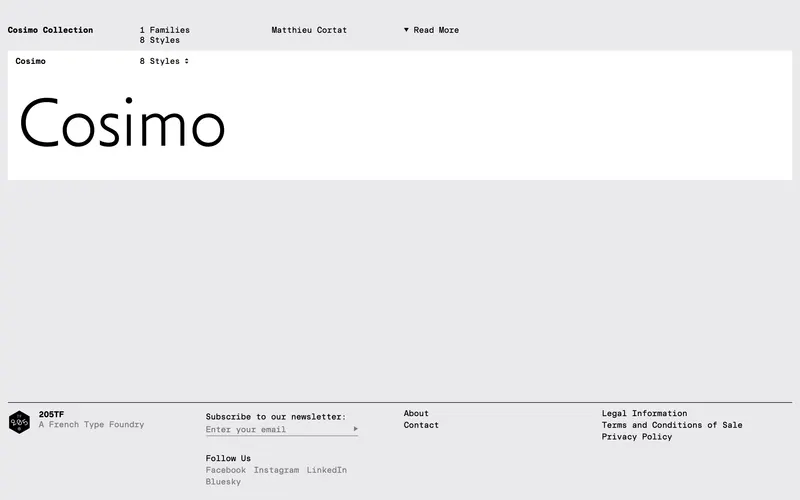 Cosimo Collection
1 Families
8 Styles
Matthieu Cortat
▼ Read More
Cosimo
8 Styles
Cosimo
205TF
A French Type Foundry
Subscribe to our newsletter:
Enter your email
Follow Us
Facebook Instagram LinkedIn
Bluesky
About
Contact
Legal Information
Terms and Conditions of Sale
Privacy Policy